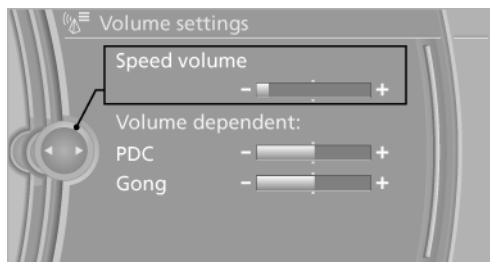 Volume settings
Speed volume
- +
Volume dependent:
PDC - +
Gong - +